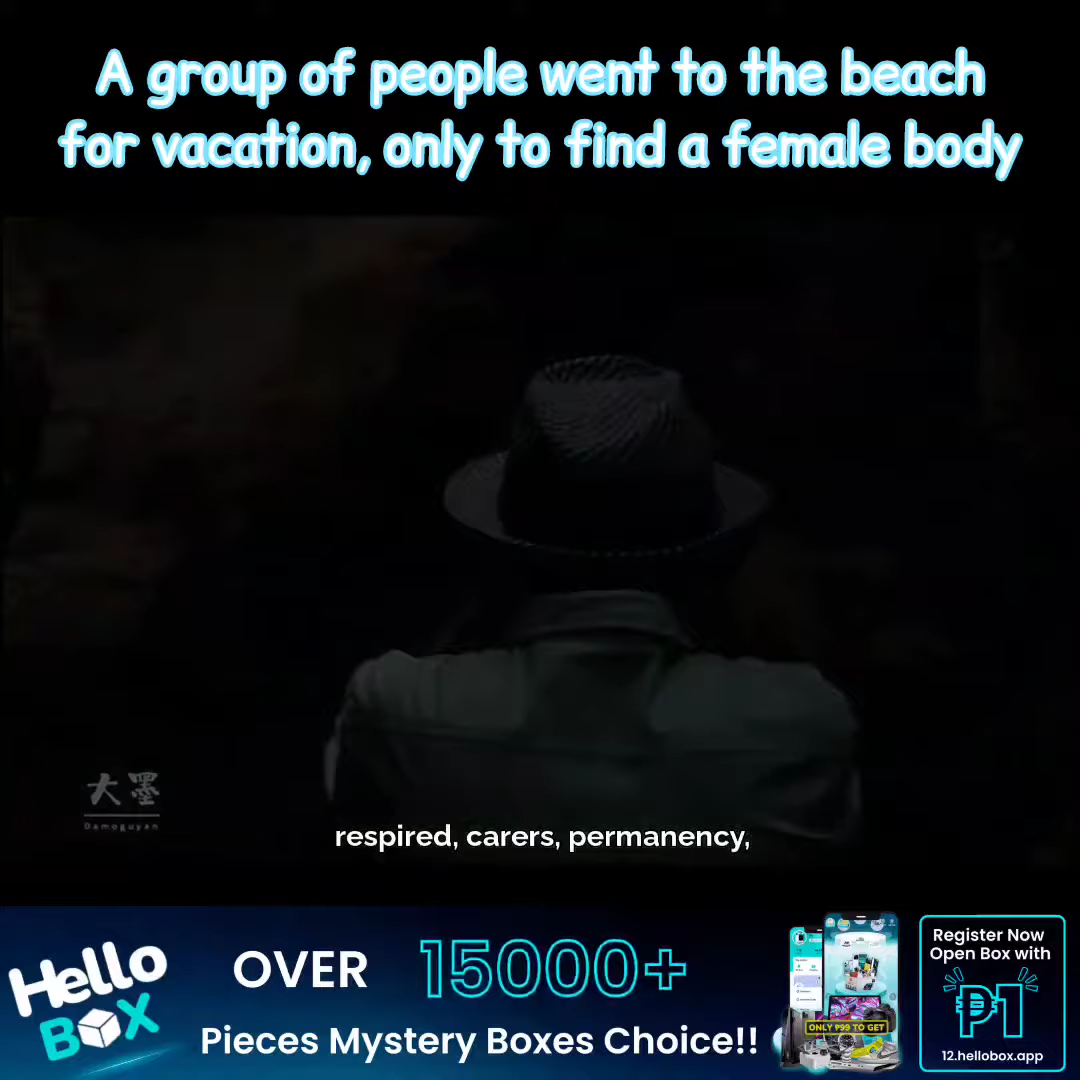 A group of people went to the beach
for vacation, only to find a female body
大墨
Damoguyan
respired, carers, permanency,
Hello
BOX
OVER 15000+
Pieces Mystery Boxes Choice!!
ONLY ₱99 TO GET
Register Now
Open Box with
₱1
12.hellobox.app